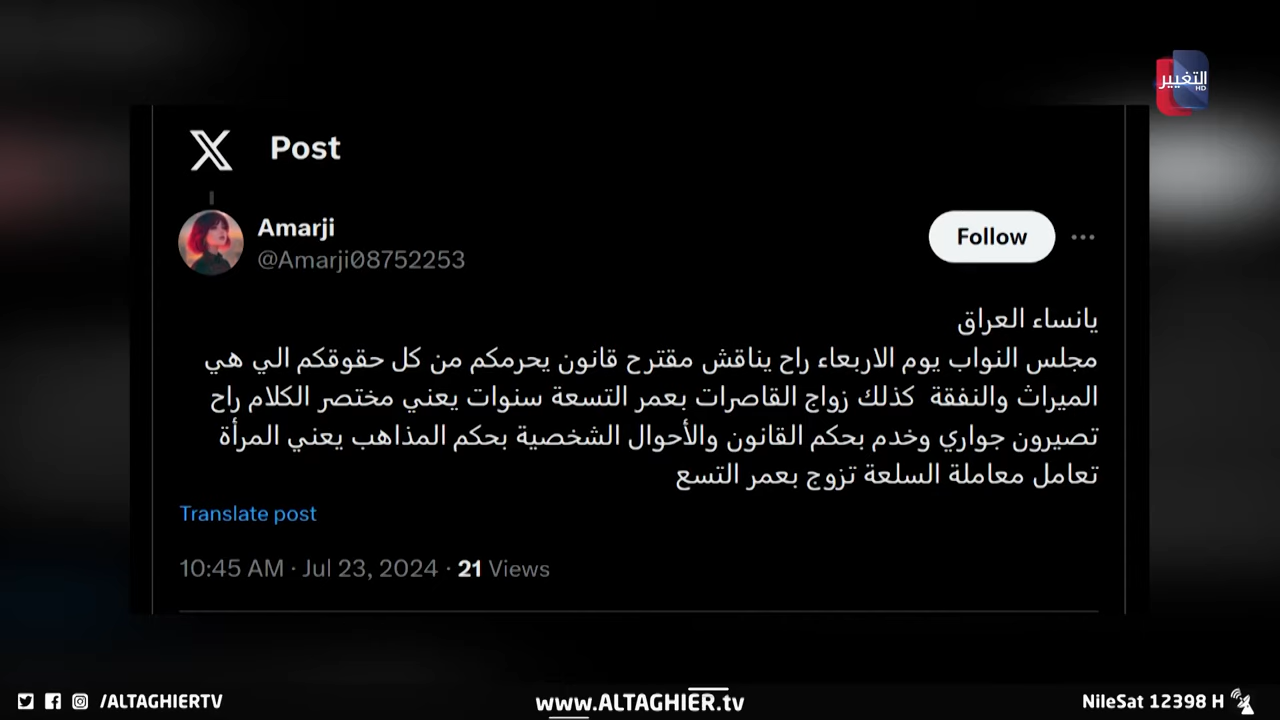 التغيير
HD
X Post
Amarji
@Amarji08752253
Follow
يانساء العراق
مجلس النواب يوم الاربعاء راح يناقش مقترح قانون يحرمكم من كل حقوقكم الي هي
الميراث والنفقة كذلك زواج القاصرات بعمر التسعة سنوات يعني مختصر الكلام راح
تصيرون جواري وخدم بحكم القانون والأحوال الشخصية بحكم المذاهب يعني المرأة
تعامل معاملة السلعة تزوج بعمر التسع
Translate post
10:45 AM · Jul 23, 2024 · 21 Views
/ALTAGHIERTV
www.ALTAGHIER.tv
NileSat 12398 H